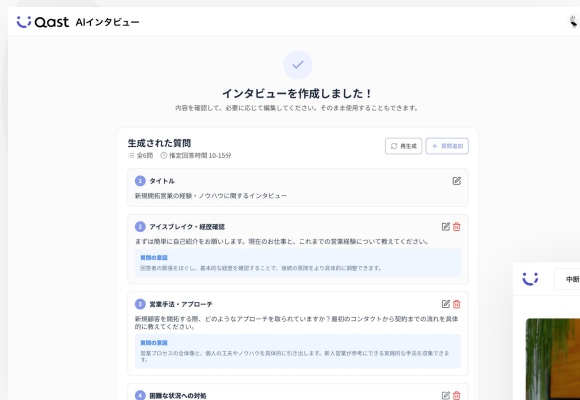 Qast AIインタビュー
インタビューを作成しました！
内容を確認して、必要に応じて編集してください。そのまま使用することもできます。
生成された質問
全6問 推定回答時間 10-15分
再生成
+ 質問追加
1 タイトル
新規開拓営業の経験・ノウハウに関するインタビュー
2 アイスブレイク・経歴確認
まずは簡単に自己紹介をお願いします。現在のお仕事と、これまでの営業経験について教えてください。
質問の意図
回答者の緊張をほぐし、基本的な経歴を確認することで、後続の質問をより具体的に調整できます。
3 営業手法・アプローチ
新規顧客を開拓する際、どのようなアプローチを取られていますか？最初のコンタクトから契約までの流れを具体
的に教えてください。
質問の意図
営業プロセスの全体像と、個人の工夫やノウハウを具体的に引き出します。新人営業が参考にできる実践的な手法を収集できま
す。
4 困難な状況への対処
中断